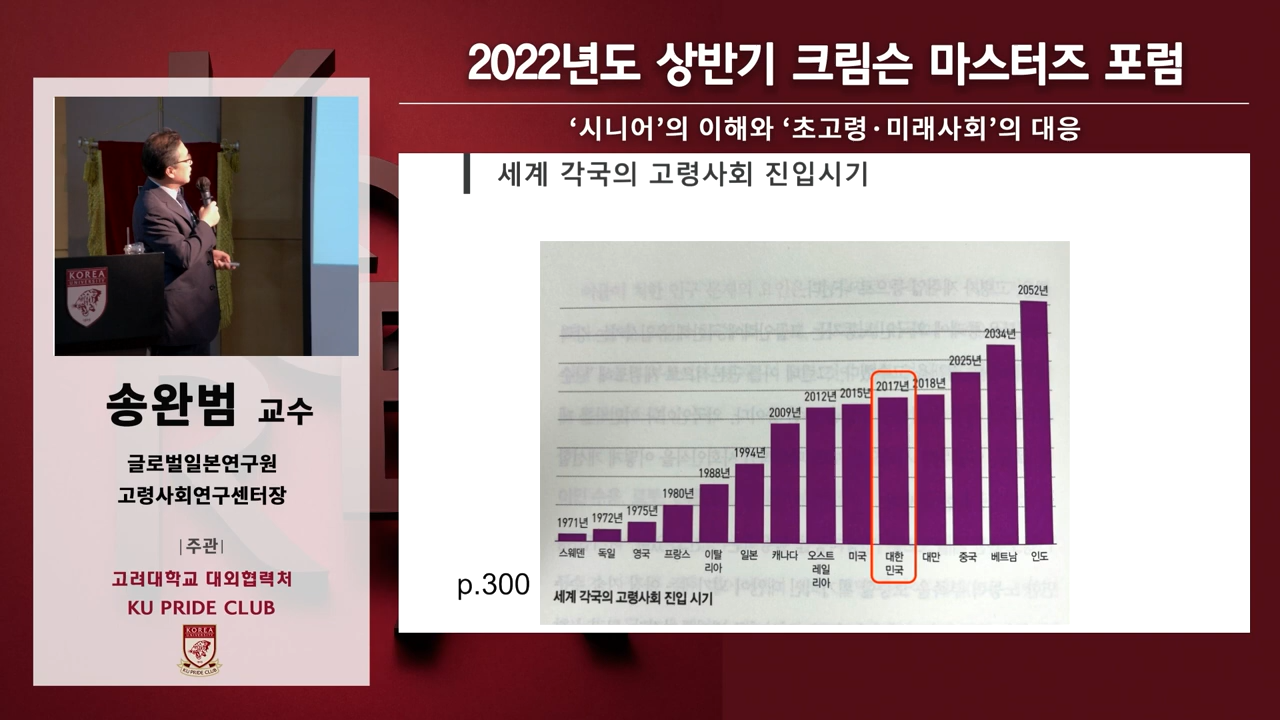 2022년도 상반기 크림슨 마스터즈 포럼
‘시니어’의 이해와 ‘초고령·미래사회’의 대응
세계 각국의 고령사회 진입시기
1971년
1972년
1975년
1980년
1988년
1994년
2009년
2012년
2015년
2017년
2018년
2025년
2034년
2052년
스웨덴
독일
영국
프랑스
이탈
리아
일본
캐나다
오스트
레일
리아
미국
대한
민국
대만
중국
베트남
인도
세계 각국의 고령사회 진입 시기
p.300
KOREA
UNIVERSITY
송완범 교수
글로벌일본연구원
고령사회연구센터장
|주관|
고려대학교 대외협력처
KU PRIDE CLUB
KOREA
UNIVERSITY
KU PRIDE CLUB